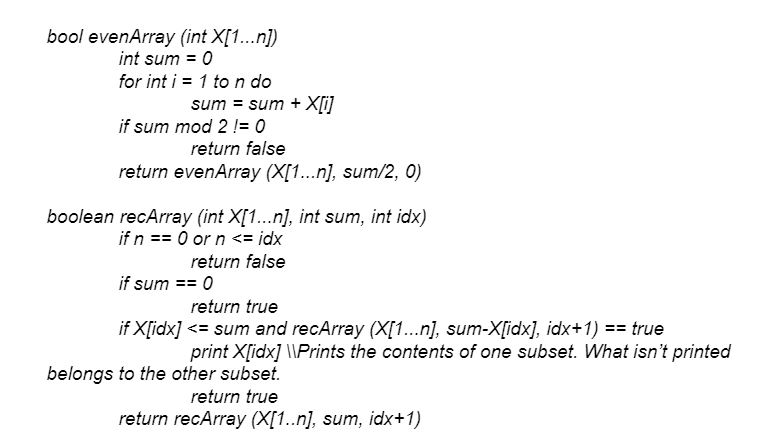 bool evenArray (int X[1...n])
int sum = 0
for int i = 1 to n do
sum = sum + X[i]
if sum mod 2 != 0
return false
return evenArray (X[1...n], sum/2, 0)
boolean recArray (int X[1...n], int sum, int idx)
if n == 0 or n <= idx
return false
if sum == 0
return true
if X[idx] <= sum and recArray (X[1...n], sum-X[idx], idx+1) == true
print X[idx] \\Prints the contents of one subset. What isn't printed
belongs to the other subset.
return true
return recArray (X[1..n], sum, idx+1)